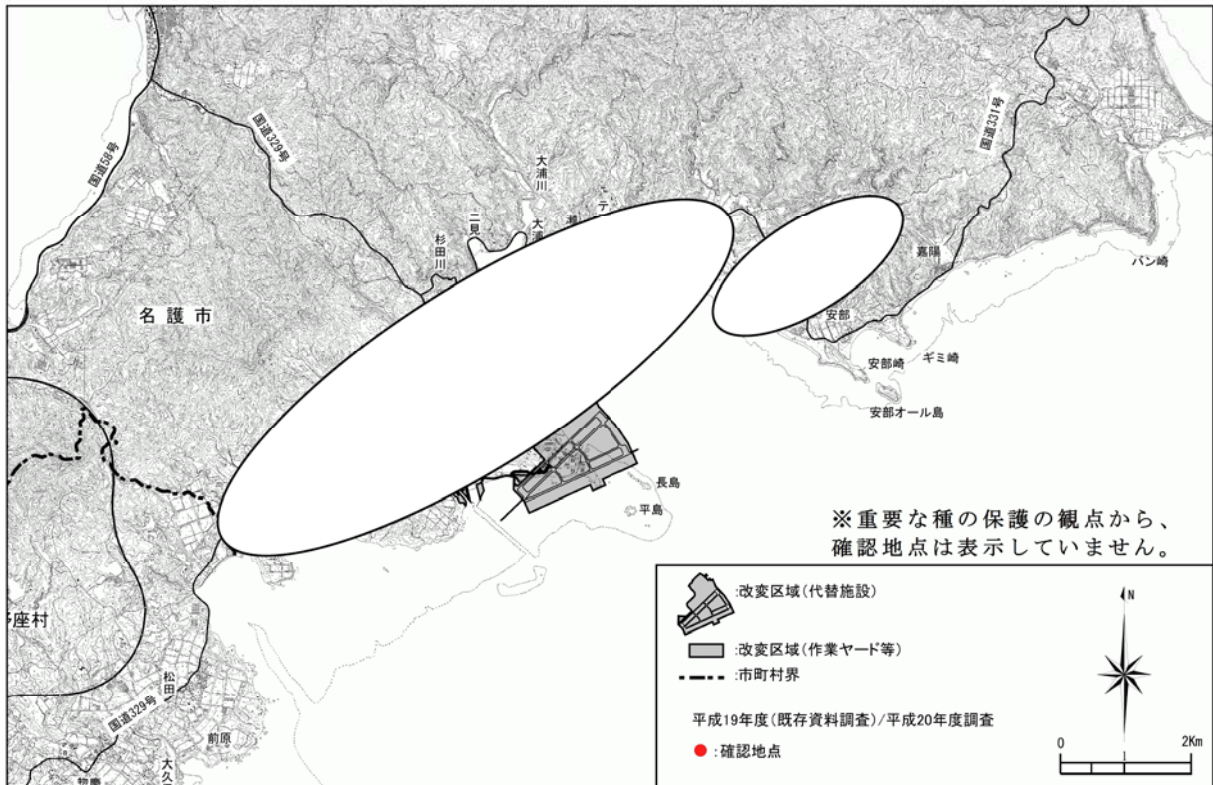 国道58号
国道329号
国道331号
大浦川
二見
大浦
テ
杉田川
名護市
嘉陽
バン崎
安部
安部崎
ギミ崎
安部オール島
長島
平島
※重要な種の保護の観点から、
確認地点は表示していません。
座村
松田
国道329号
前原
:改変区域(代替施設)
:改変区域(作業ヤード等)
:市町村界
平成19年度(既存資料調査)/平成20年度調査
:確認地点
N
0
1
2Km